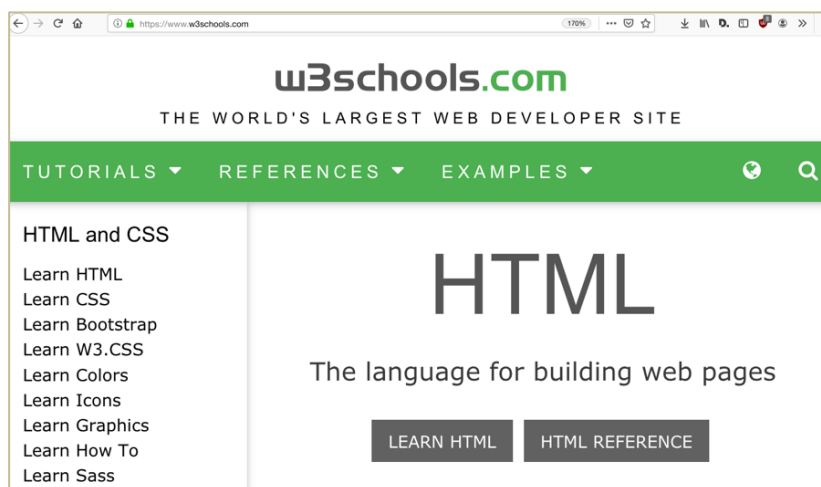 https://www.w3schools.com
170%
w3schools.com
THE WORLD'S LARGEST WEB DEVELOPER SITE
TUTORIALS REFERENCES EXAMPLES
HTML and CSS
Learn HTML
Learn CSS
Learn Bootstrap
Learn W3.CSS
Learn Colors
Learn Icons
Learn Graphics
Learn How To
Learn Sass
HTML
The language for building web pages
LEARN HTML HTML REFERENCE